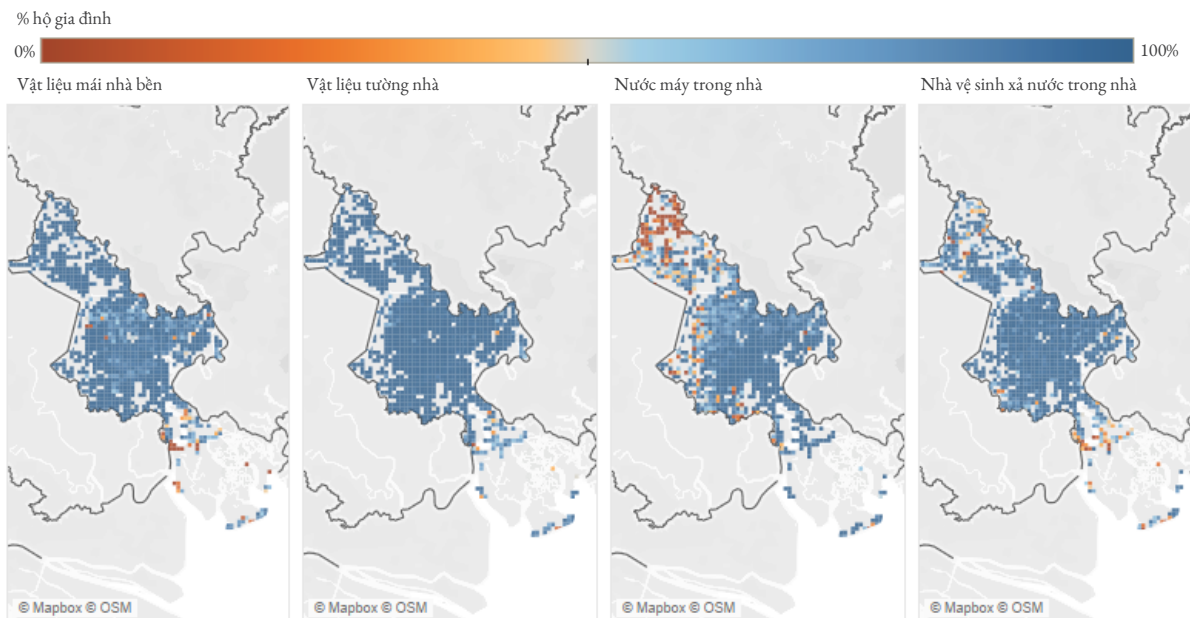 % hộ gia đình
0% 100%
Vật liệu mái nhà bền
Vật liệu tường nhà
Nước máy trong nhà
Nhà vệ sinh xả nước trong nhà
© Mapbox © OSM
© Mapbox © OSM
© Mapbox © OSM
© Mapbox © OSM